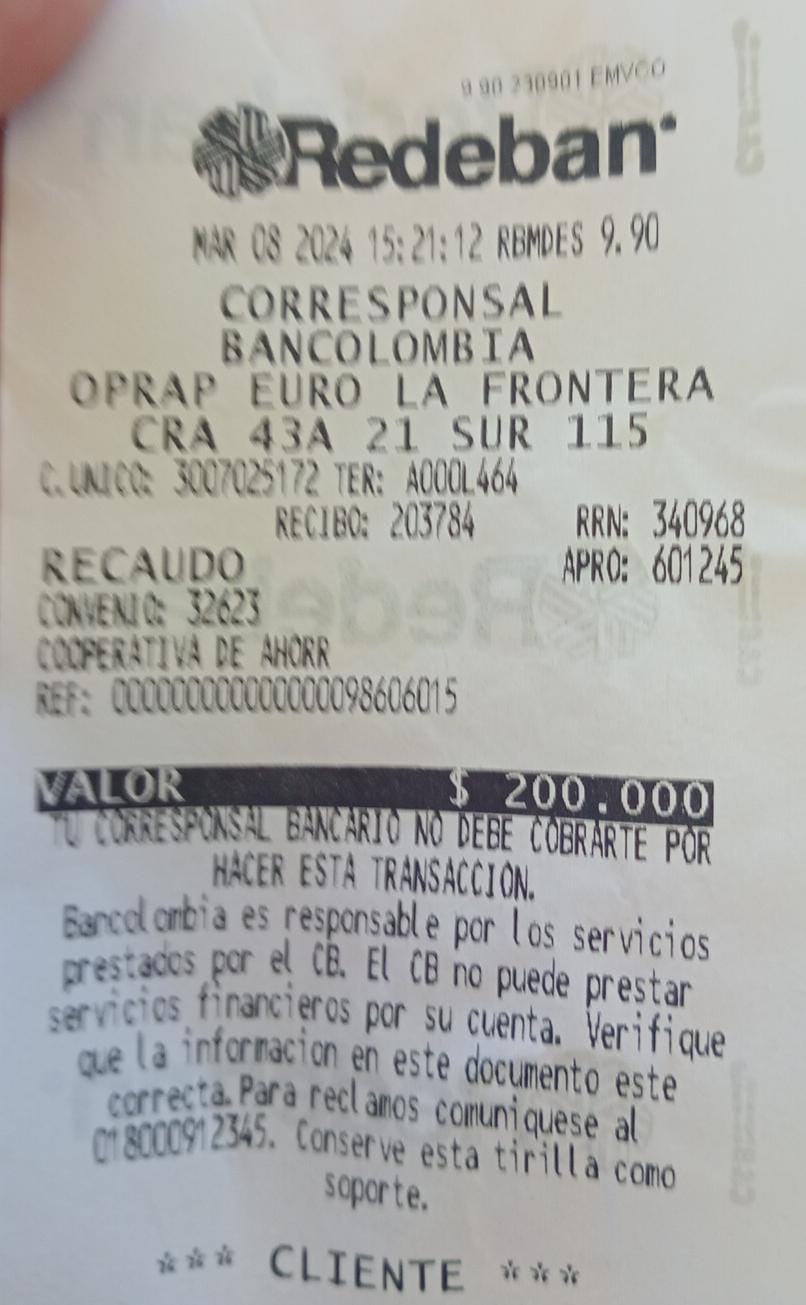 9.90 230901 EMVCO
Redeban
MAR 08 2024 15:21:12 RBMDES 9.90
CORRESPONSAL
BANCOLOMBIA
OPRAP EURO LA FRONTERA
CRA 43A 21 SUR 115
C.UNICO: 3007025172 TER: A000L464
RECIBO: 203784 RRN: 340968
RECAUDO APRO: 601245
CONVENIO: 32623
COOPERATIVA DE AHORR
REF: 000000000000000098606015
VALOR $ 200.000
TU CORRESPONSAL BANCARIO NO DEBE COBRARTE POR
HACER ESTA TRANSACCIÓN.
Bancolombia es responsable por los servicios
prestados por el CB. El CB no puede prestar
servicios financieros por su cuenta. Verifique
que la informacion en este documento este
correcta. Para reclamos comuniquese al
018000912345. Conserve esta tirilla como
soporte.
*** CLIENTE ***